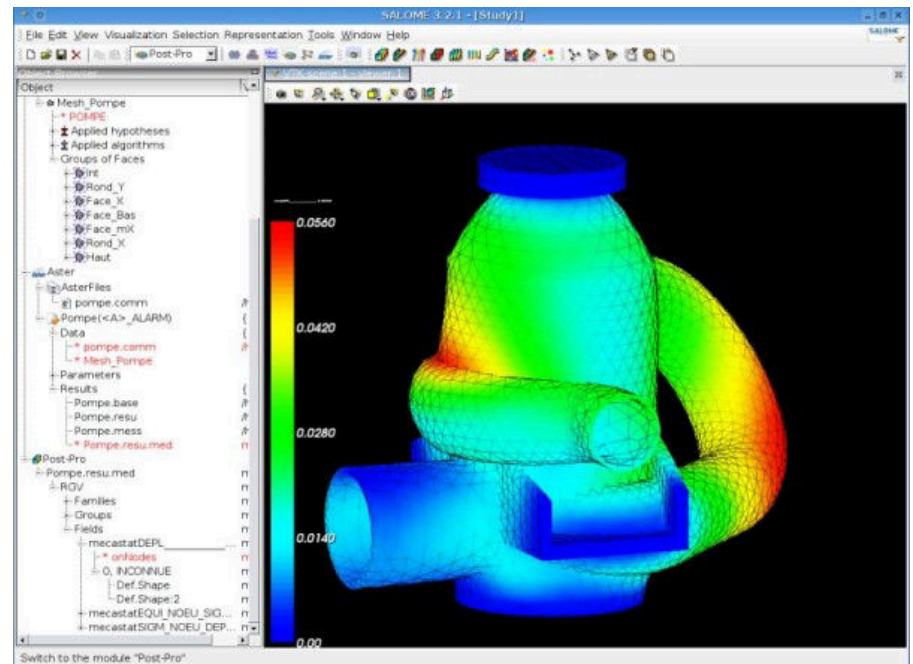 SALOME 3.2.1 - [Study1]
File Edit View Visualization Selection Representation Tools Window Help
SALOME
Post-Pro
Object Browser
VTK scene:1 - viewer:1
Object
Mesh_Pompe
* POMPE
Applied hypotheses
Applied algorithms
Groups of Faces
Int
Rond_Y
Face_X
Face_Bas
Face_mX
Rond_X
Haut
Aster
AsterFiles
pompe.comm
Pompe(<A>_ALARM)
Data
* pompe.comm
* Mesh_Pompe
Parameters
Results
Pompe.base
Pompe.resu
Pompe.mess
* Pompe.resu.med
Post-Pro
Pompe.resu.med
RGV
Families
Groups
Fields
mecastatDEPL________ ...
* onNodes
0, INCONNUE
Def.Shape
Def.Shape:2
mecastatEQUI_NOEU_SIG...
mecastatSIGM_NOEU_DEP...
0.0560
0.0420
0.0280
0.0140
0.00
Switch to the module "Post-Pro"